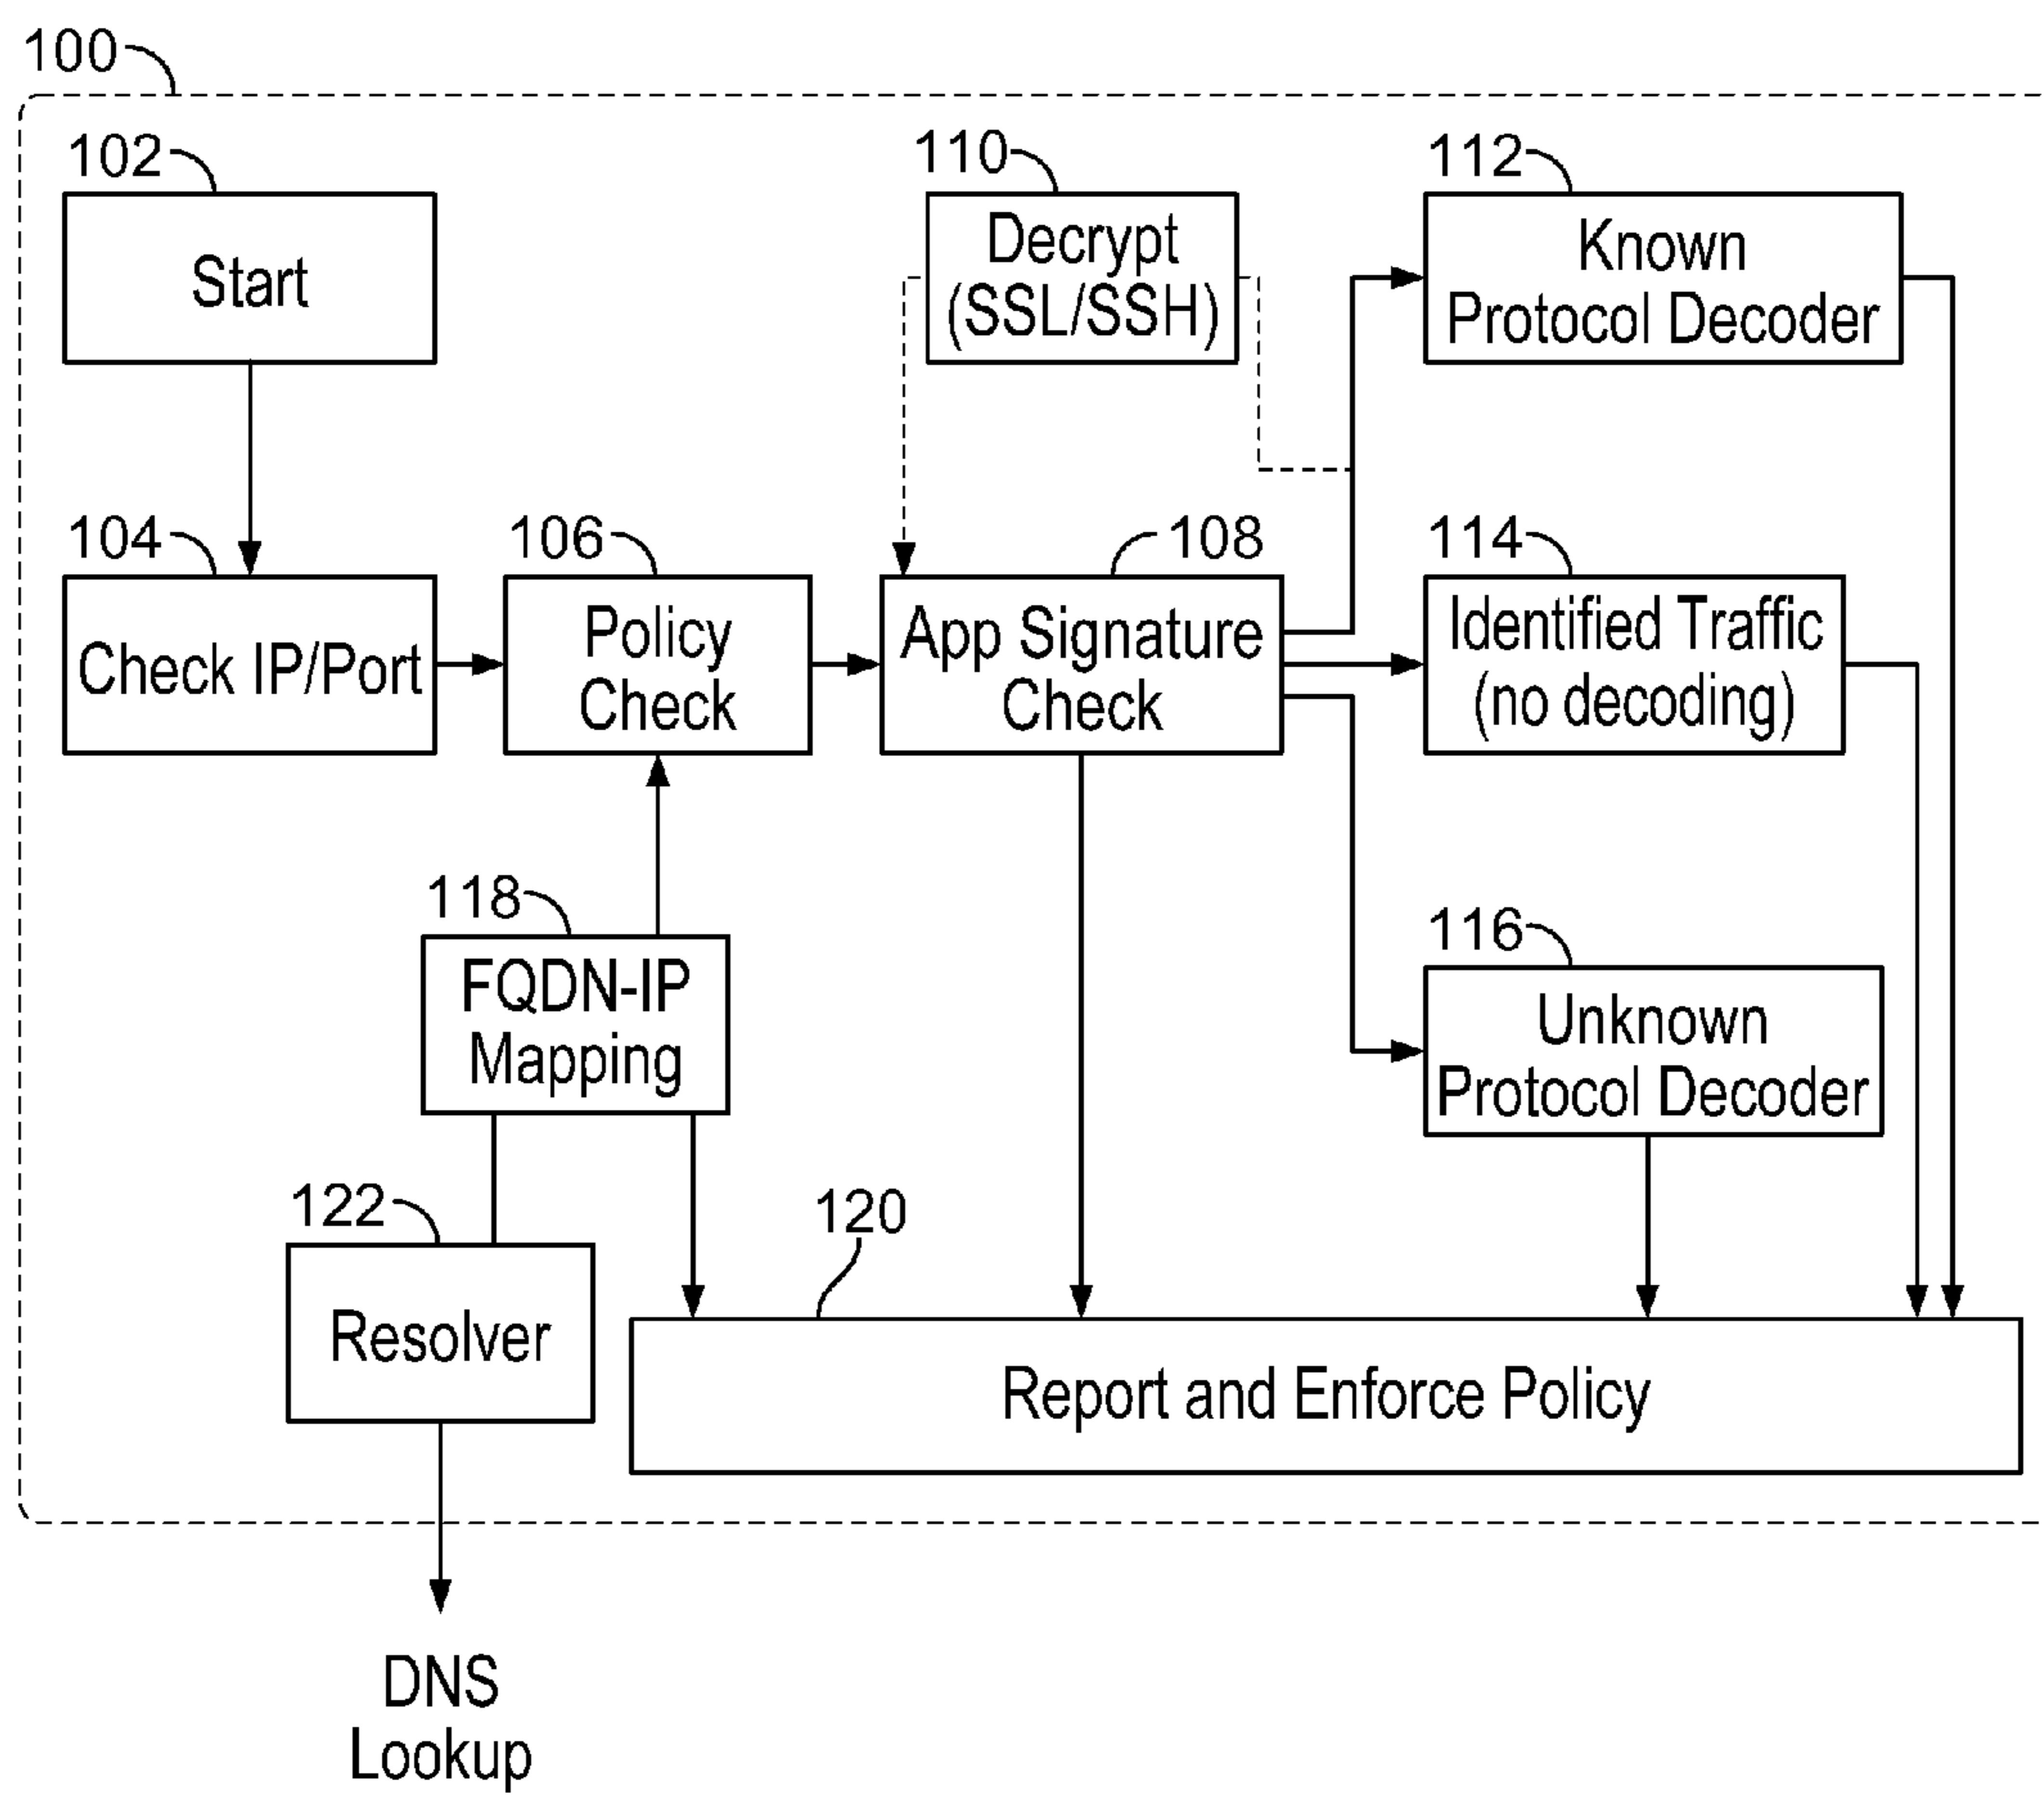 100
102
Start
110
Decrypt
(SSL/SSH)
112
Known
Protocol Decoder
104
Check IP/Port
106
Policy
Check
108
App Signature
Check
114
Identified Traffic
(no decoding)
118
FQDN-IP
Mapping
116
Unknown
Protocol Decoder
122
Resolver
120
Report and Enforce Policy
DNS
Lookup